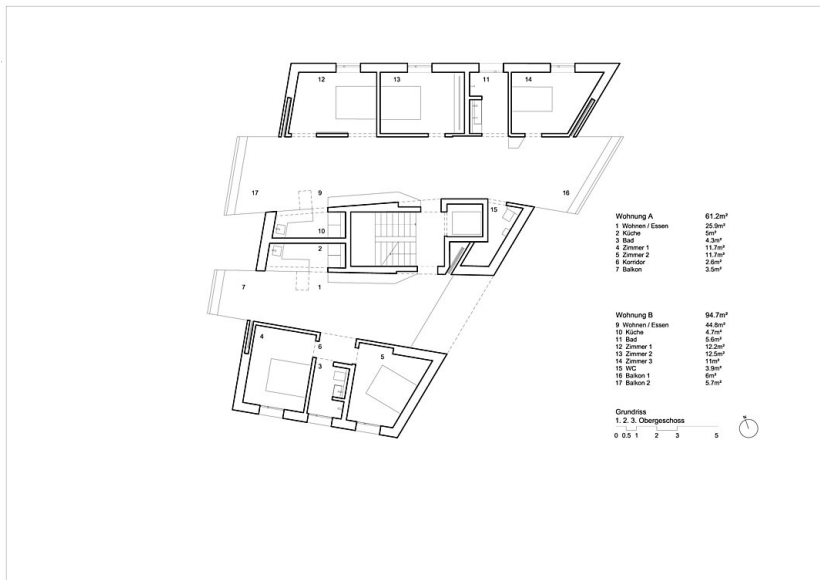 12
13
11
14
17
9
16
15
10
2
7
1
4
6
3
5
Wohnung A 61.2m²
1 Wohnen / Essen 25.9m²
2 Küche 5m²
3 Bad 4.3m²
4 Zimmer 1 11.7m²
5 Zimmer 2 11.7m²
6 Korridor 2.6m²
7 Balkon 3.5m²
Wohnung B 94.7m²
9 Wohnen / Essen 44.8m²
10 Küche 4.7m²
11 Bad 5.6m²
12 Zimmer 1 12.2m²
13 Zimmer 2 12.5m²
14 Zimmer 3 11m²
15 WC 3.9m²
16 Balkon 1 6m²
17 Balkon 2 5.7m²
Grundriss
1. 2. 3. Obergeschoss
N
0 0.5 1 2 3 5